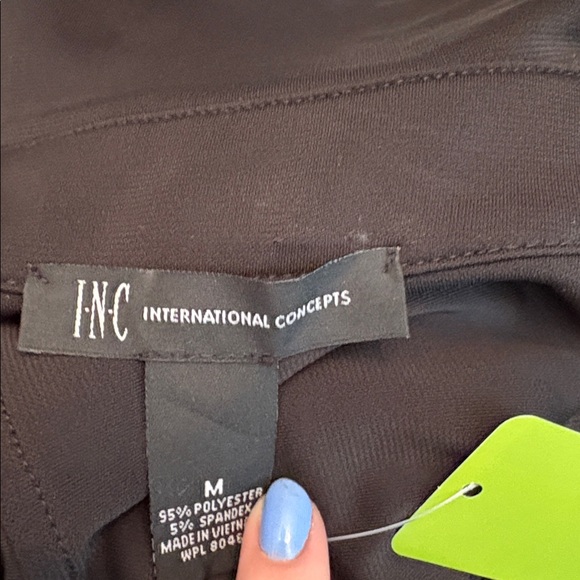 I·N·C INTERNATIONAL CONCEPTS
M
95% POLYESTER
5% SPANDEX
MADE IN
WPL